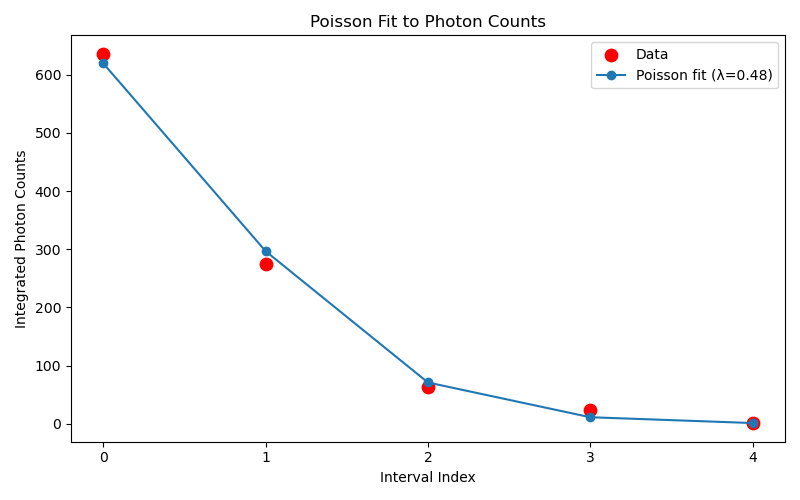 Poisson Fit to Photon Counts
Data
Poisson fit (λ=0.48)
Integrated Photon Counts
600
500
400
300
200
100
0
0 1 2 3 4
Interval Index